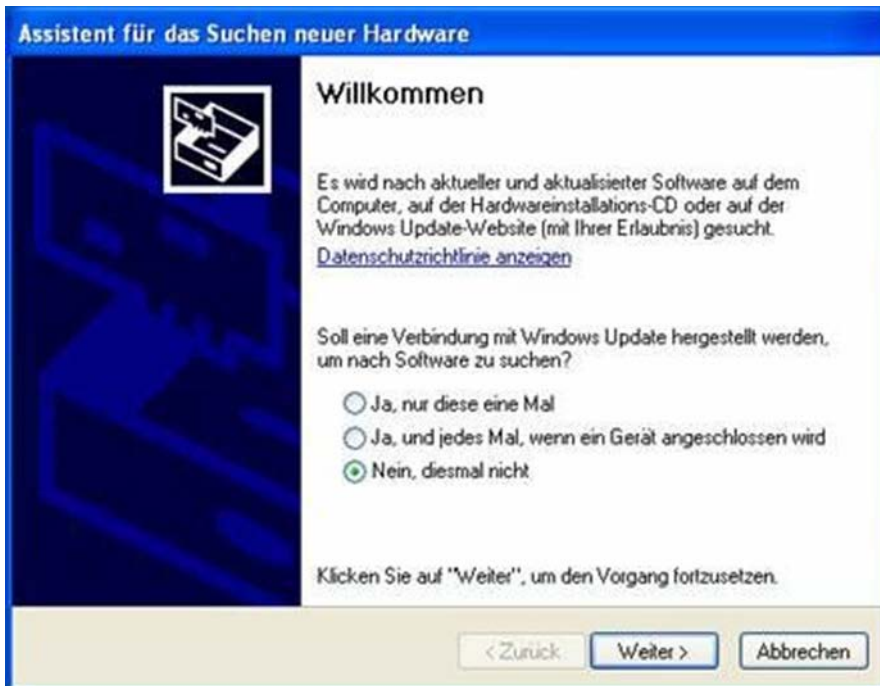 Assistent für das Suchen neuer Hardware
Willkommen
Es wird nach aktueller und aktualisierter Software auf dem
Computer, auf der Hardwareinstallations-CD oder auf der
Windows Update-Website (mit Ihrer Erlaubnis) gesucht.
Datenschutzrichtlinie anzeigen
Soll eine Verbindung mit Windows Update hergestellt werden,
um nach Software zu suchen?
Ja, nur diese eine Mal
Ja, und jedes Mal, wenn ein Gerät angeschlossen wird
Nein, diesmal nicht
Klicken Sie auf "Weiter", um den Vorgang fortzusetzen.
< Zurück Weiter > Abbrechen